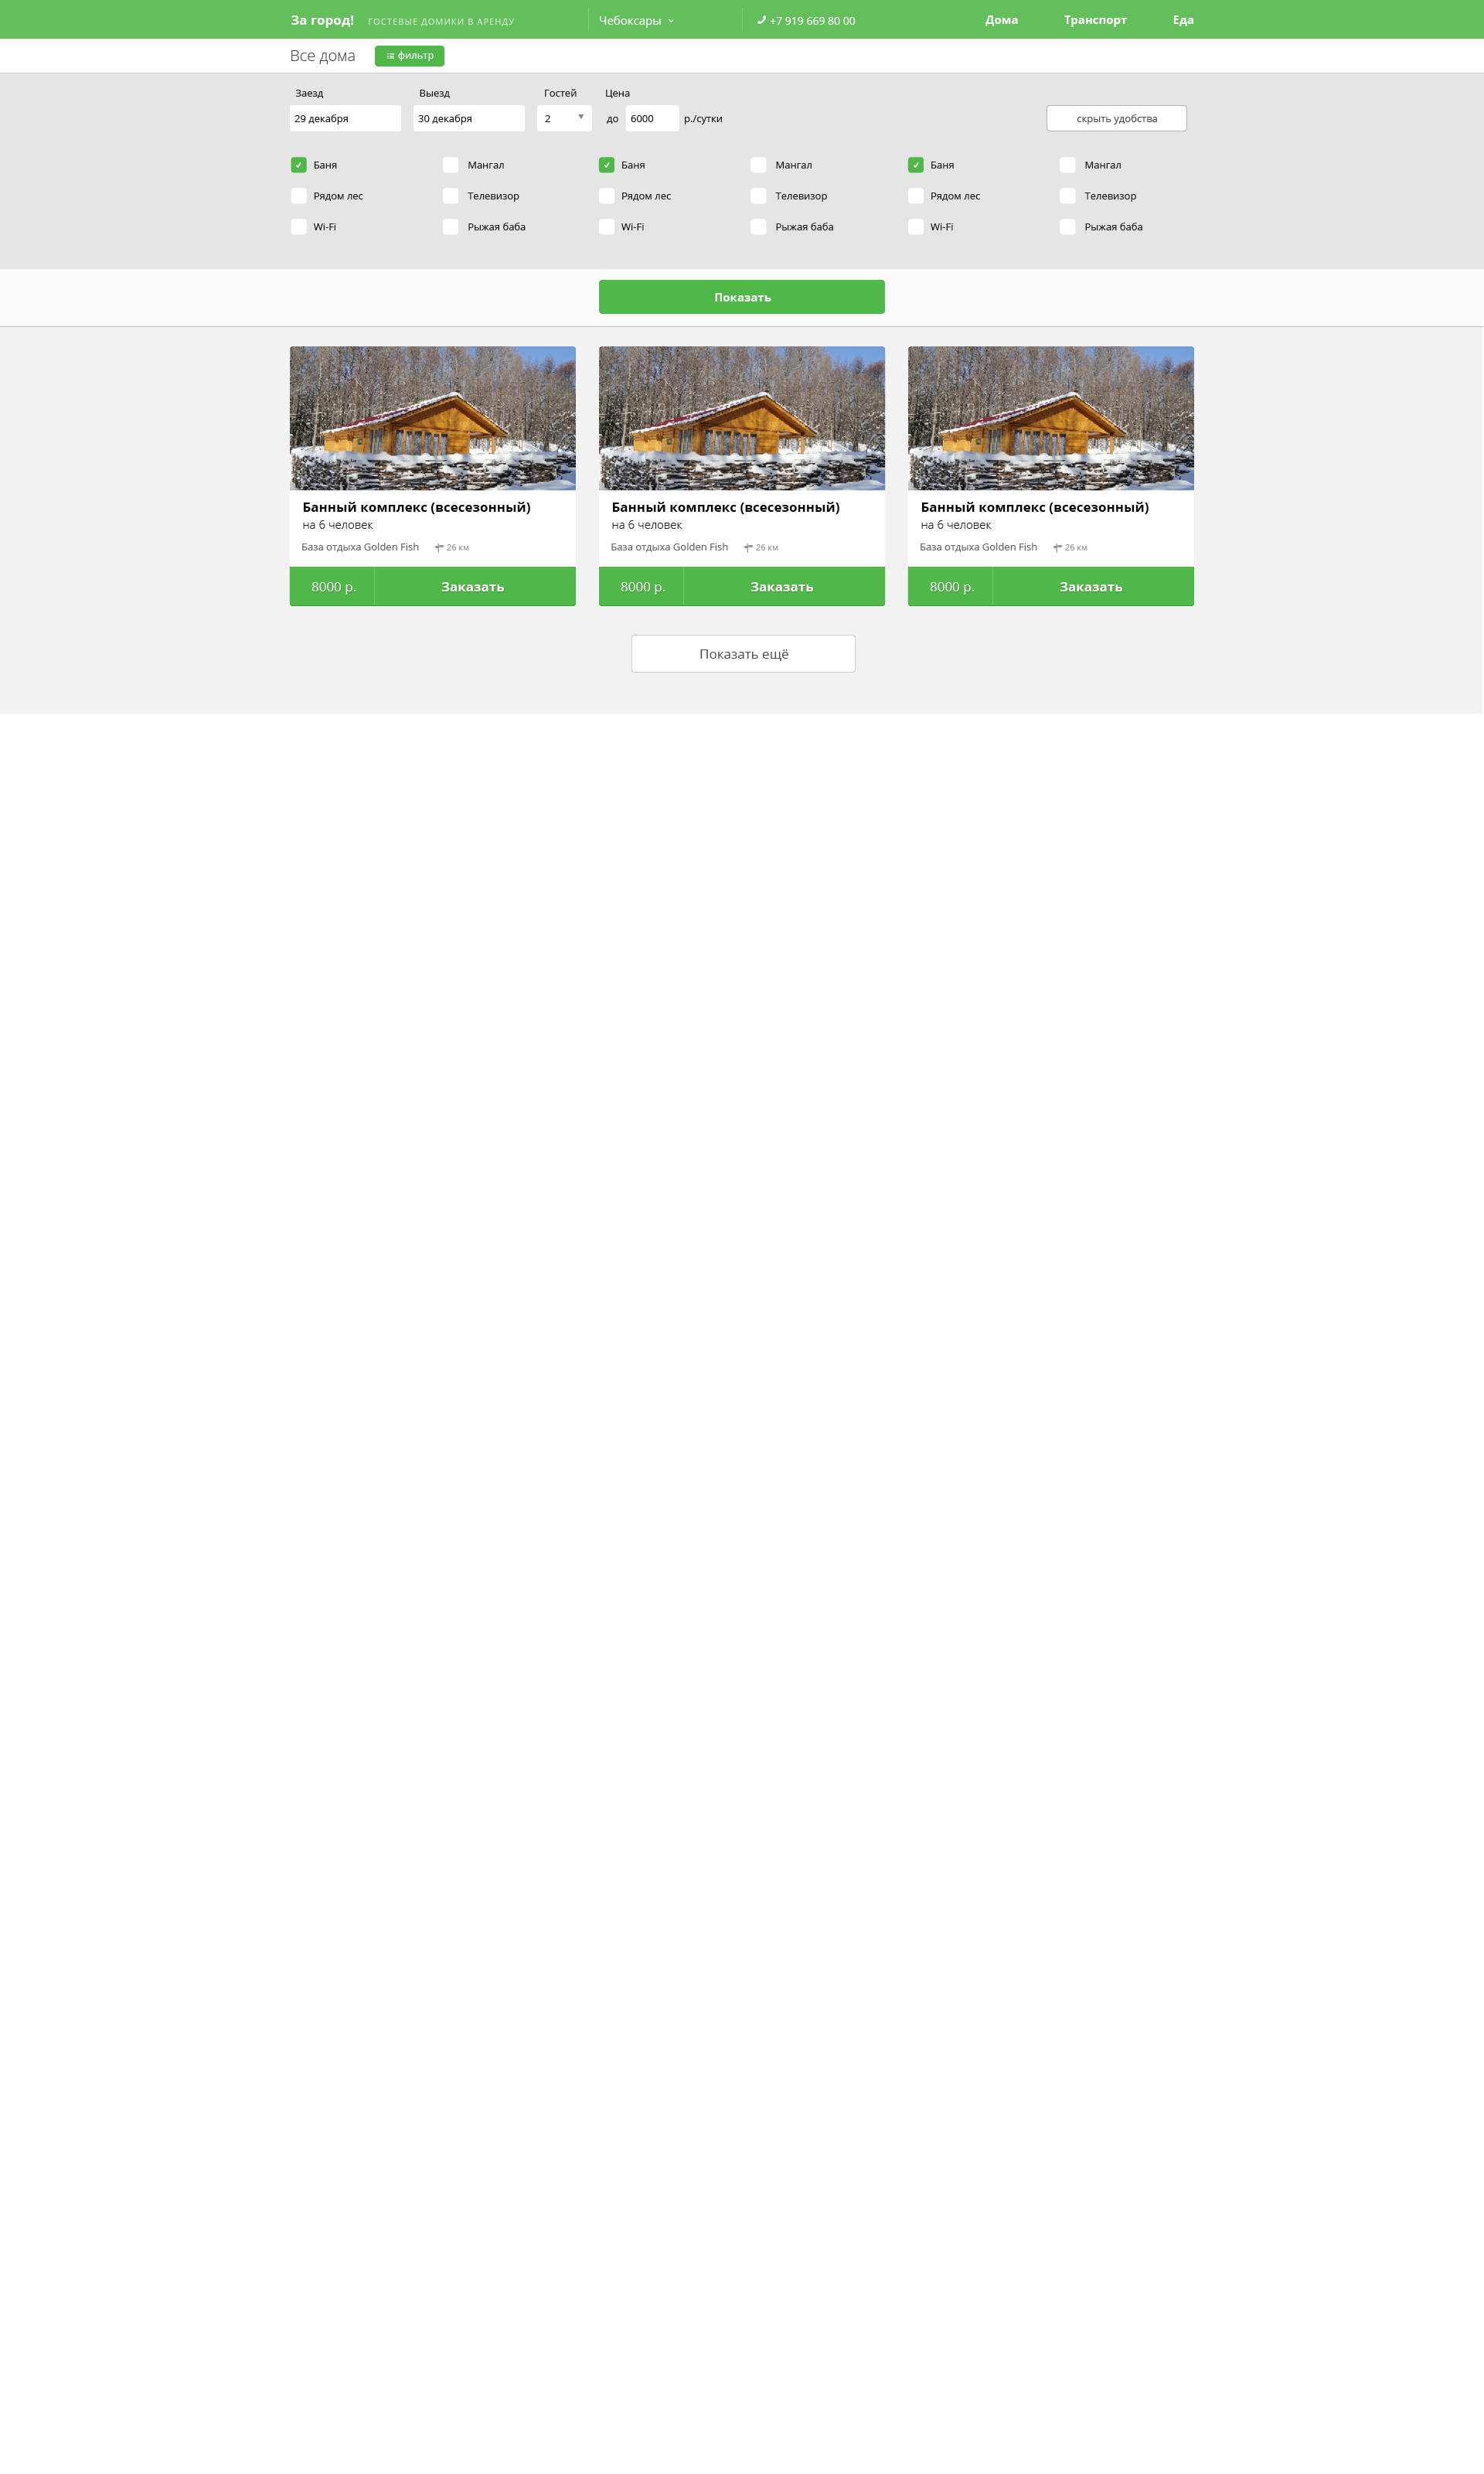 За город! ГОСТЕВЫЕ ДОМИКИ В АРЕНДУ Чебоксары +7 919 669 80 00 Дома Транспорт Еда
Все дома фильтр
Заезд Выезд Гостей Цена
29 декабря 30 декабря 2 до 6000 р./сутки скрыть удобства
Баня Мангал Баня Мангал Баня Мангал
Рядом лес Телевизор Рядом лес Телевизор Рядом лес Телевизор
Wi-Fi Рыжая баба Wi-Fi Рыжая баба Wi-Fi Рыжая баба
Показать
Банный комплекс (всесезонный) Банный комплекс (всесезонный) Банный комплекс (всесезонный)
на 6 человек на 6 человек на 6 человек
База отдыха Golden Fish 26 км База отдыха Golden Fish 26 км База отдыха Golden Fish 26 км
8000 р. Заказать 8000 р. Заказать 8000 р. Заказать
Показать ещё